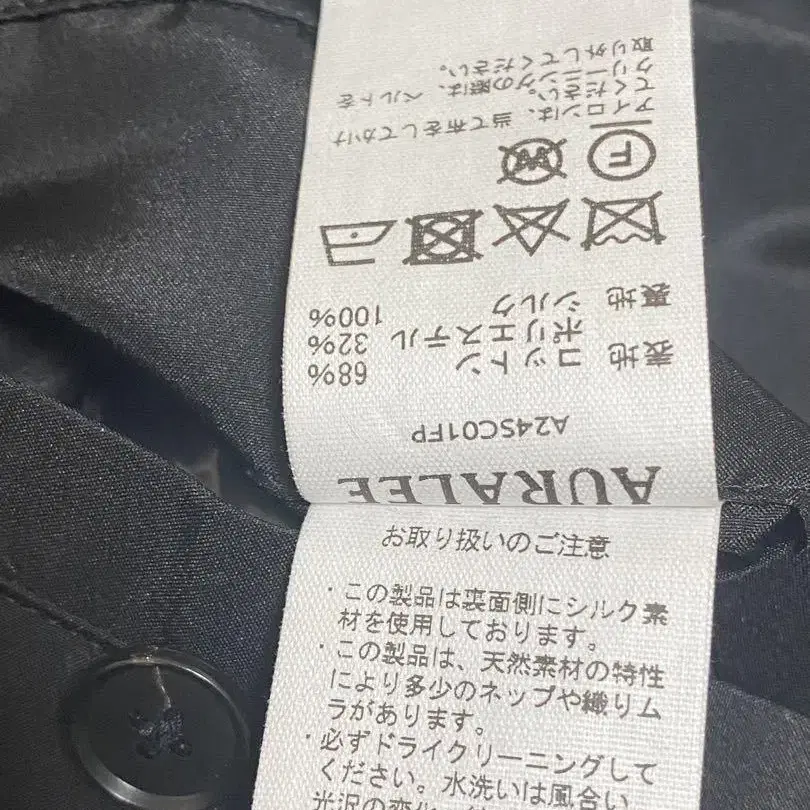 AURALEE
A24SC01FP
表地 コットン 68%
ポリエステル 32%
裏地 シルク 100%
F W
アイロンは、当て布をしてかけ
てください。
クリーニングの際は、ベルトを
取り外してください。
お取り扱いのご注意
・この製品は裏面側にシルク素
材を使用しております。
・この製品は、天然素材の特性
により多少のネップや織りム
ラがあります。
・必ずドライクリーニングして
ください。水洗いは風合い、
光沢の変化